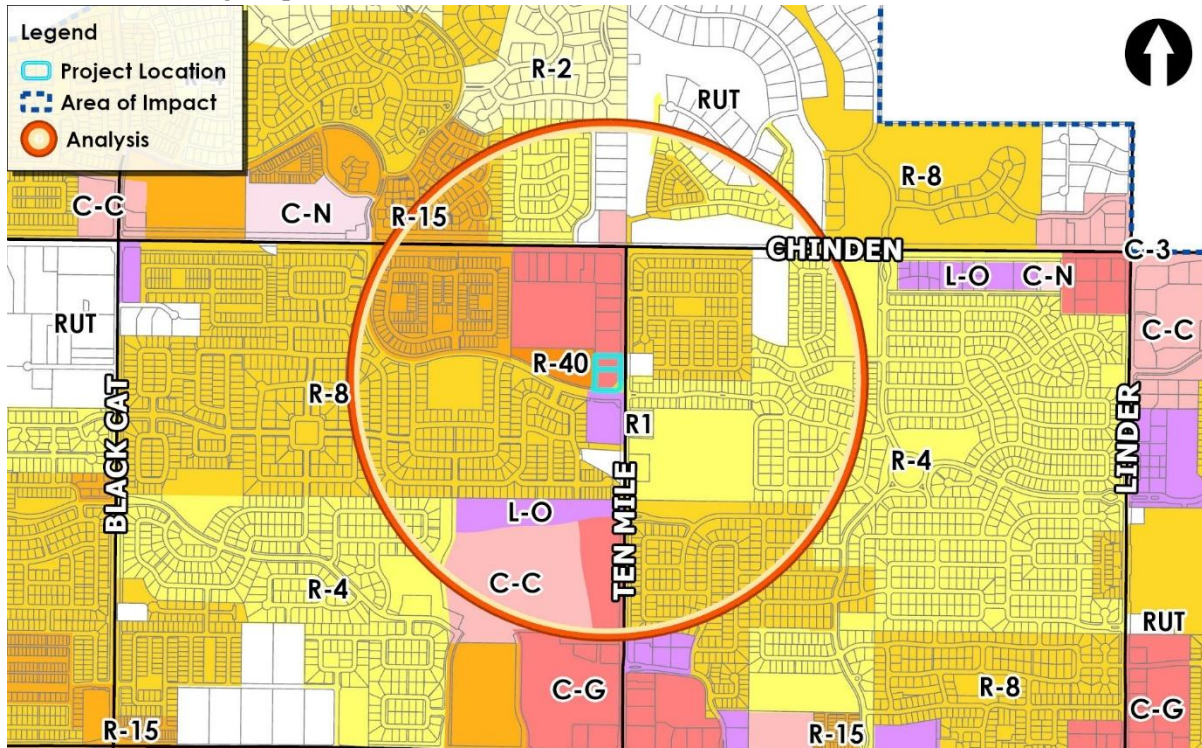 Legend
Project Location
Area of Impact
Analysis
R-2
RUT
R-8
C-C
C-N
R-15
CHINDEN
C-3
L-O
C-N
RUT
C-C
R-40
R-8
BLACK CAT
R1
R-4
LINDER
TEN MILE
L-O
C-C
R-4
RUT
C-G
R-8
C-G
R-15
R-15